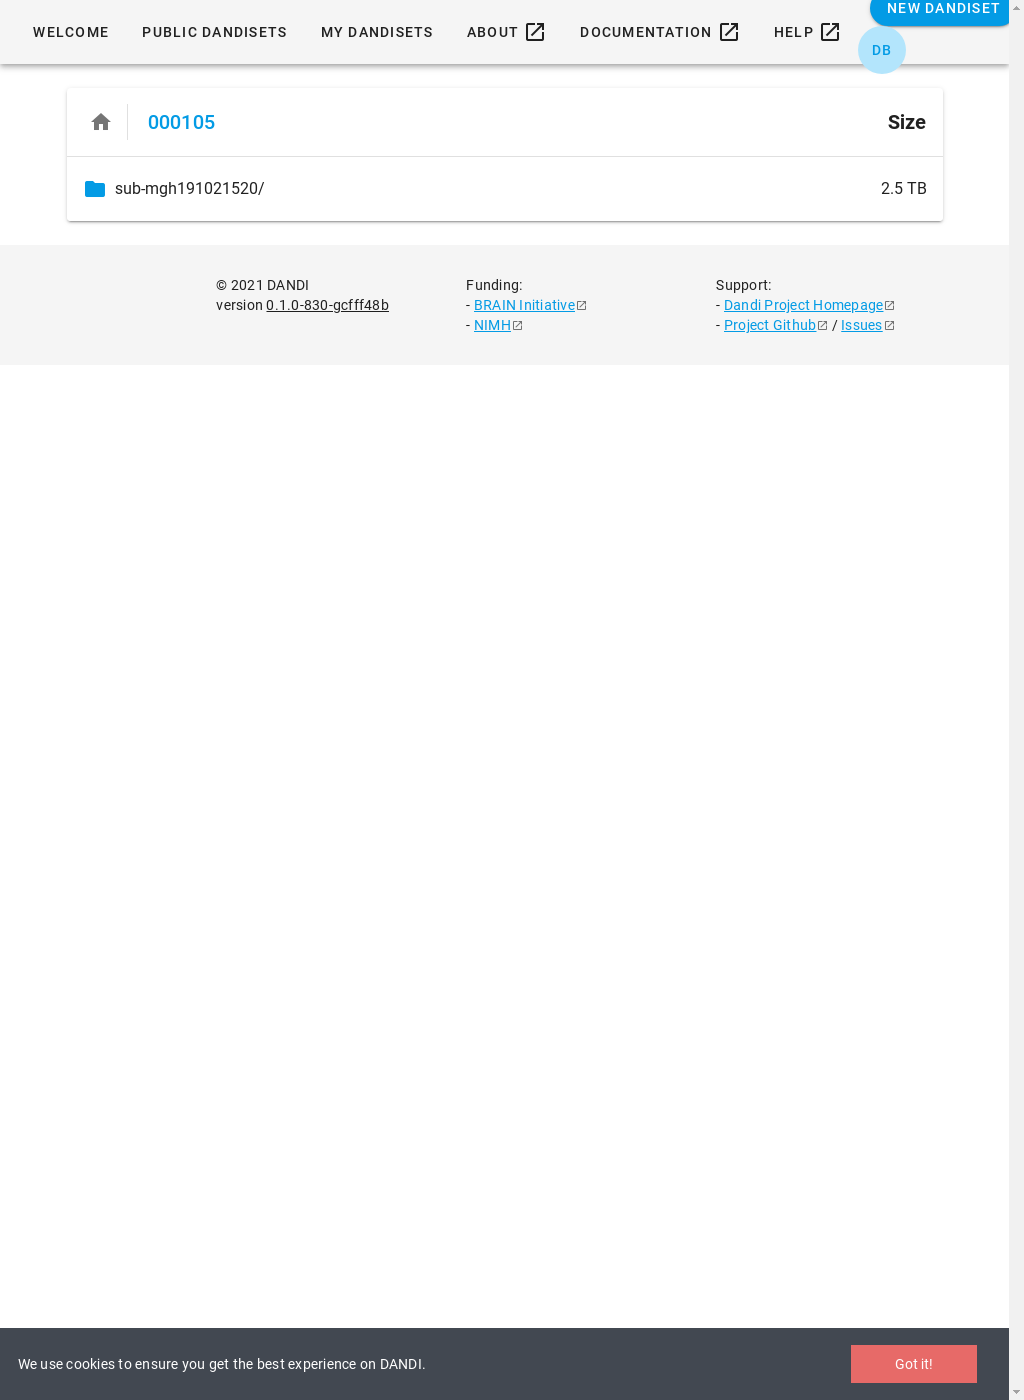 NEW DANDISET
WELCOME PUBLIC DANDISETS MY DANDISETS ABOUT DOCUMENTATION HELP
DB
000105 Size
sub-mgh191021520/ 2.5 TB
© 2021 DANDI
version 0.1.0-830-gcfff48b
Funding:
- BRAIN Initiative
- NIMH
Support:
- Dandi Project Homepage
- Project Github / Issues
We use cookies to ensure you get the best experience on DANDI. Got it!